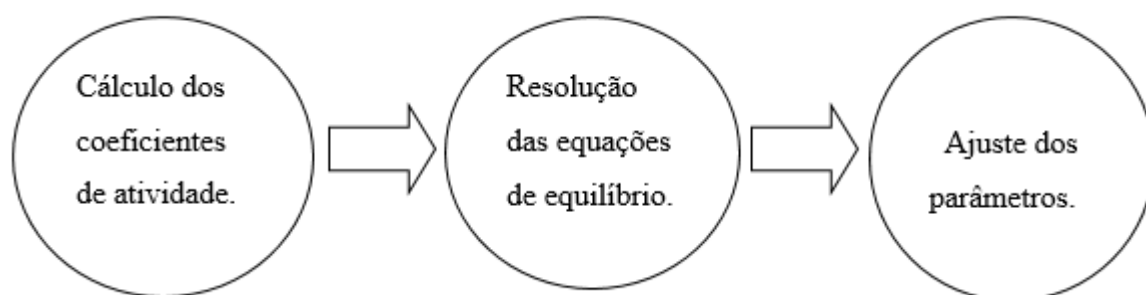 Cálculo dos
coeficientes
de atividade.
Resolução
das equações
de equilíbrio.
Ajuste dos
parâmetros.